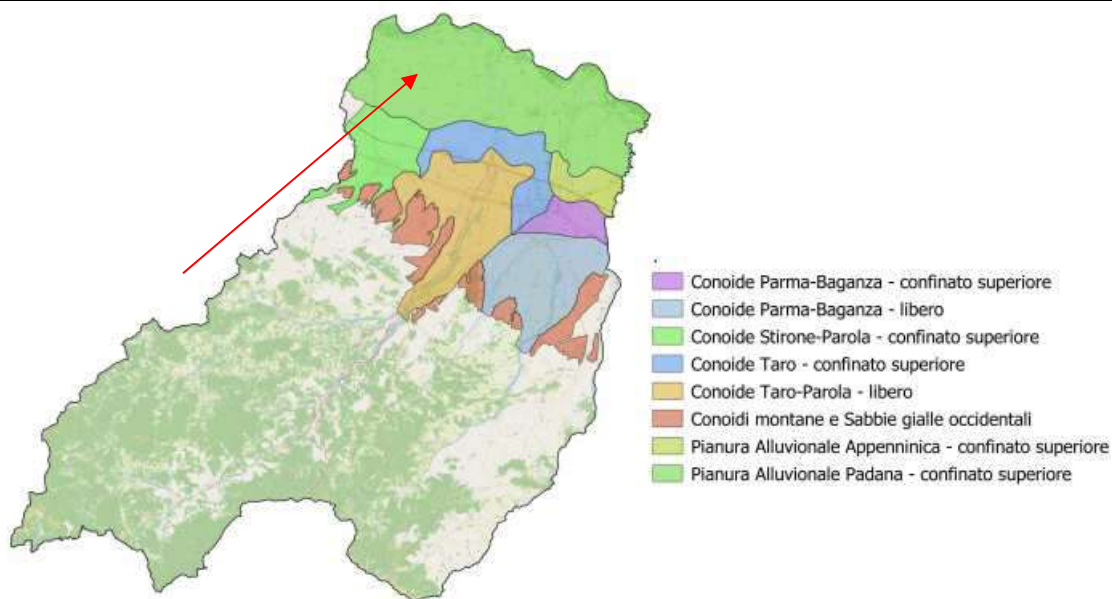 Conoide Parma-Baganza - confinato superiore
Conoide Parma-Baganza - libero
Conoide Stirone-Parola - confinato superiore
Conoide Taro - confinato superiore
Conoide Taro-Parola - libero
Conoidi montane e Sabbie gialle occidentali
Pianura Alluvionale Appenninica - confinato superiore
Pianura Alluvionale Padana - confinato superiore